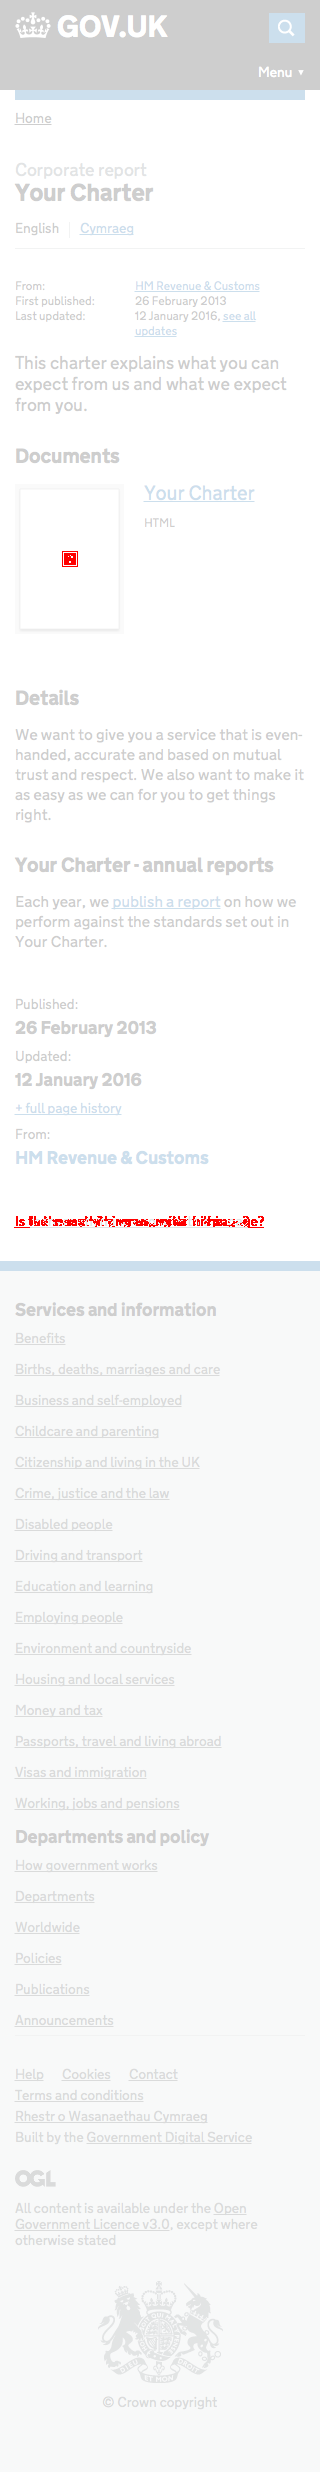 GOV.UK
Menu ▼
Home
Corporate report
Your Charter
English Cymraeg
From: HM Revenue & Customs
First published: 26 February 2013
Last updated: 12 January 2016, see all
updates
This charter explains what you can
expect from us and what we expect
from you.
Documents
Your Charter
HTML
Details
We want to give you a service that is even-
handed, accurate and based on mutual
trust and respect. We also want to make it
as easy as we can for you to get things
right.
Your Charter - annual reports
Each year, we publish a report on how we
perform against the standards set out in
Your Charter.
Published:
26 February 2013
Updated:
12 January 2016
+ full page history
From:
HM Revenue & Customs
Is
Services and information
Benefits
Births, deaths, marriages and care
Business and self-employed
Childcare and parenting
Citizenship and living in the UK
Crime, justice and the law
Disabled people
Driving and transport
Education and learning
Employing people
Environment and countryside
Housing and local services
Money and tax
Passports, travel and living abroad
Visas and immigration
Working, jobs and pensions
Departments and policy
How government works
Departments
Worldwide
Policies
Publications
Announcements
Help Cookies Contact
Terms and conditions
Rhestr o Wasanaethau Cymraeg
Built by the Government Digital Service
OGL
All content is available under the Open
Government Licence v3.0, except where
otherwise stated
© Crown copyright